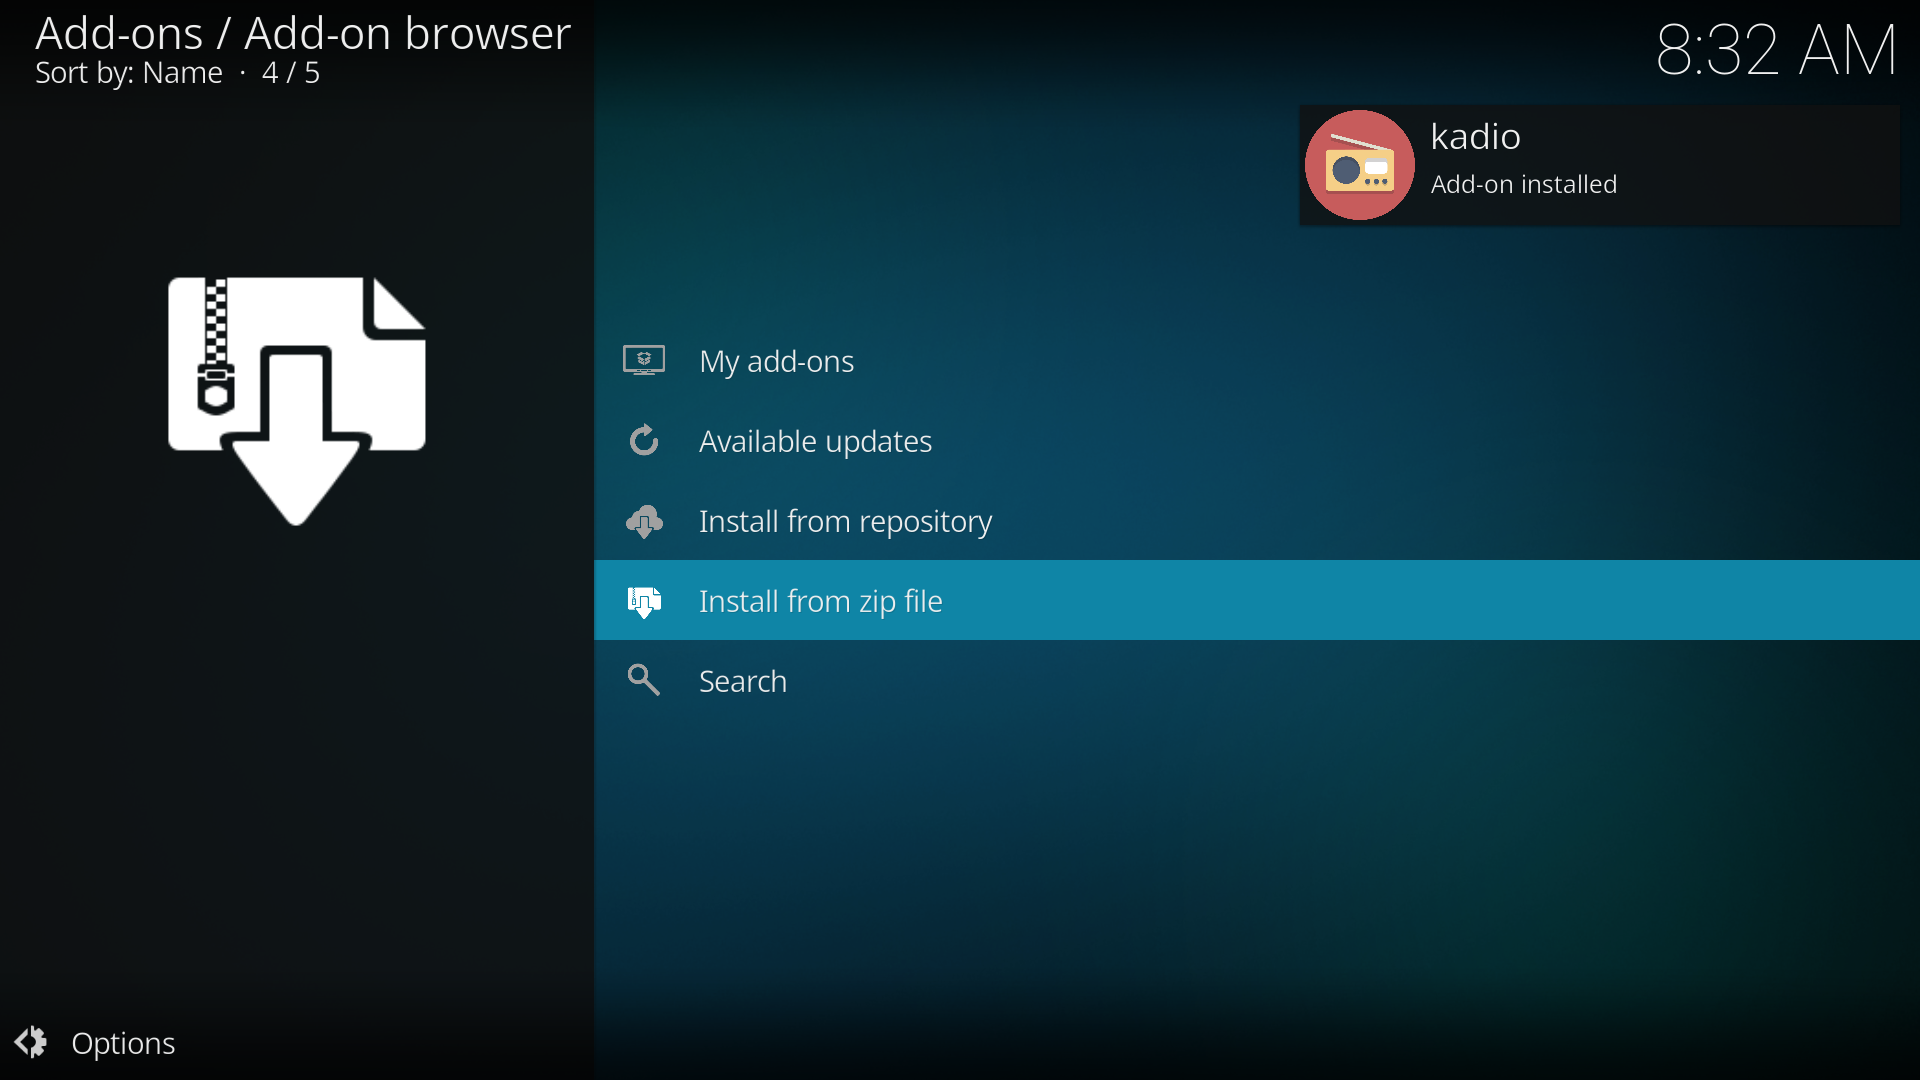 Add-ons / Add-on browser
Sort by: Name · 4 / 5
8:32 AM
kadio
Add-on installed
My add-ons
Available updates
Install from repository
Install from zip file
Search
Options